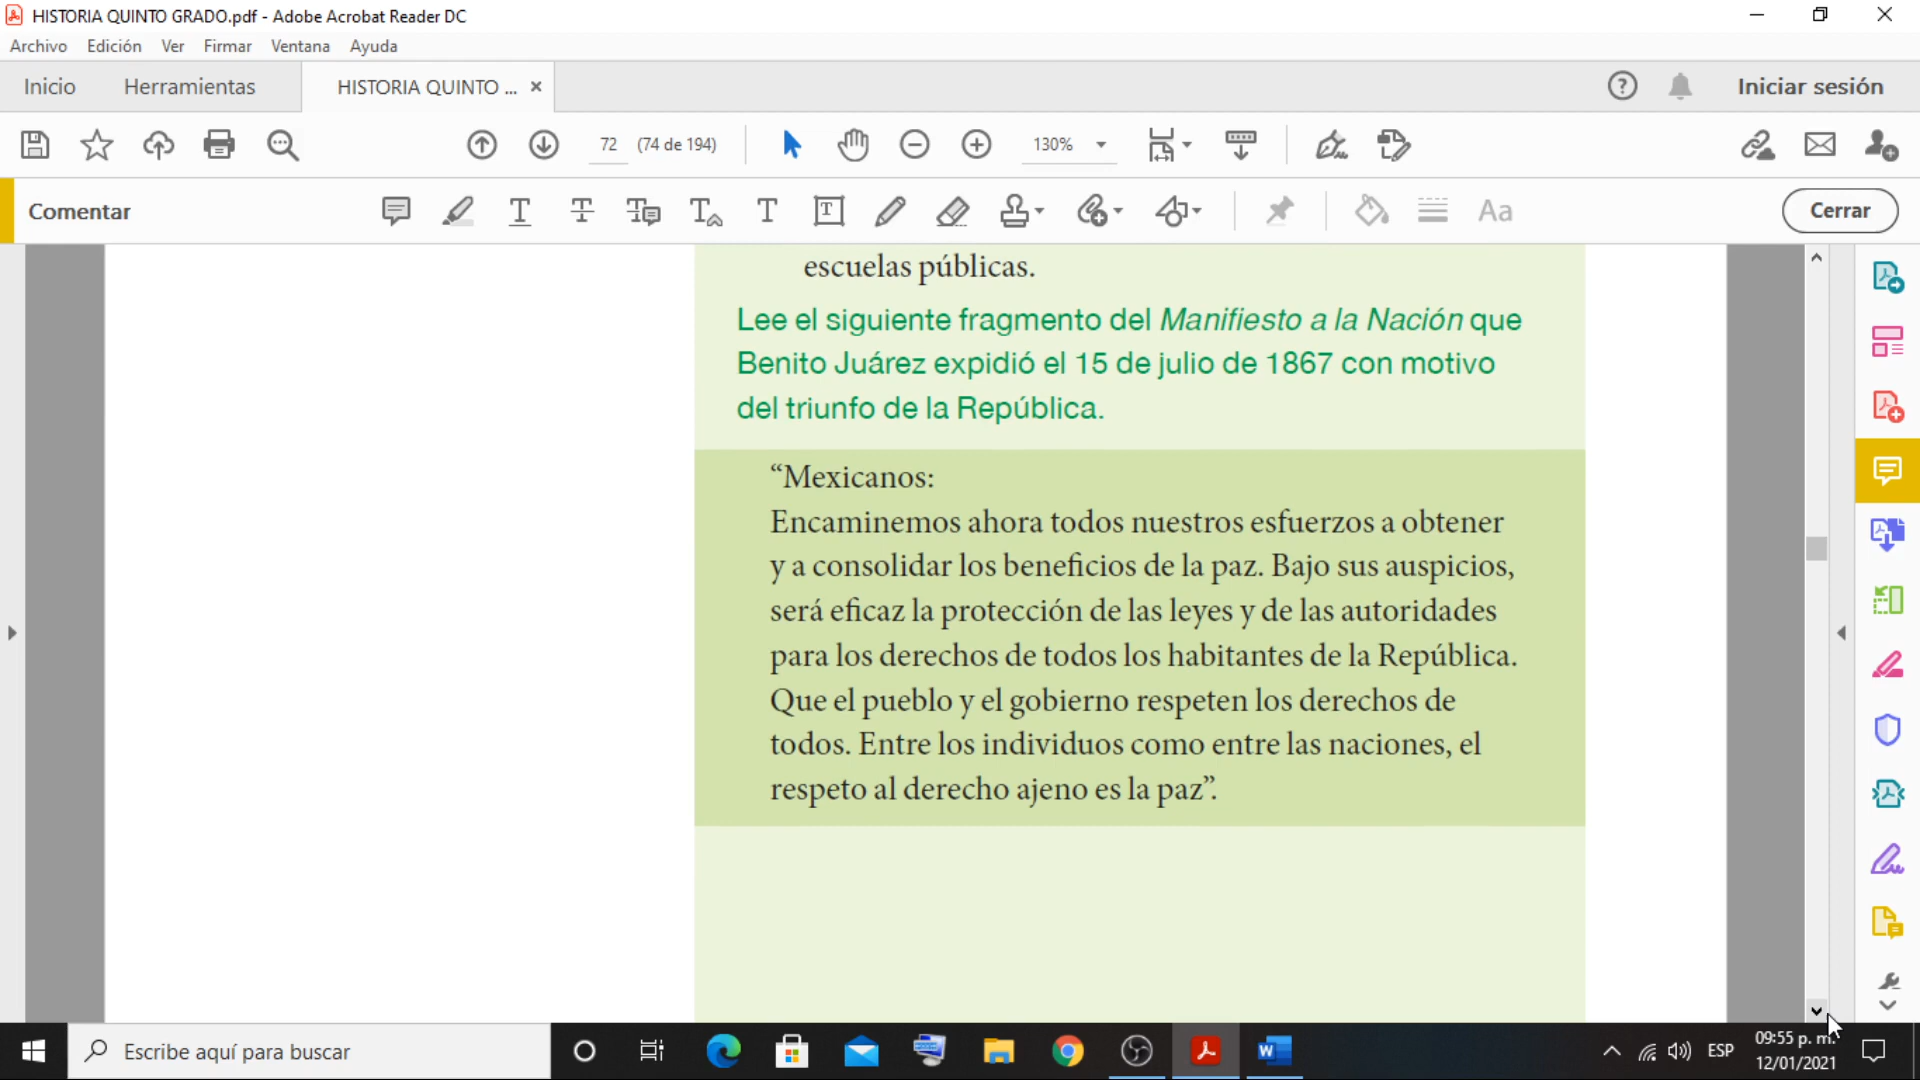 HISTORIA QUINTO GRADO.pdf - Adobe Acrobat Reader DC
Archivo Edición Ver Firmar Ventana Ayuda
Inicio Herramientas HISTORIA QUINTO ... × Iniciar sesión
72 (74 de 194) 130%
Comentar Aa Cerrar
escuelas públicas.
Lee el siguiente fragmento del Manifiesto a la Nación que
Benito Juárez expidió el 15 de julio de 1867 con motivo
del triunfo de la República.
“Mexicanos:
Encaminemos ahora todos nuestros esfuerzos a obtener
y a consolidar los beneficios de la paz. Bajo sus auspicios,
será eficaz la protección de las leyes y de las autoridades
para los derechos de todos los habitantes de la República.
Que el pueblo y el gobierno respeten los derechos de
todos. Entre los individuos como entre las naciones, el
respeto al derecho ajeno es la paz”.
Escribe aquí para buscar
ESP
09:55 p. m.
12/01/2021